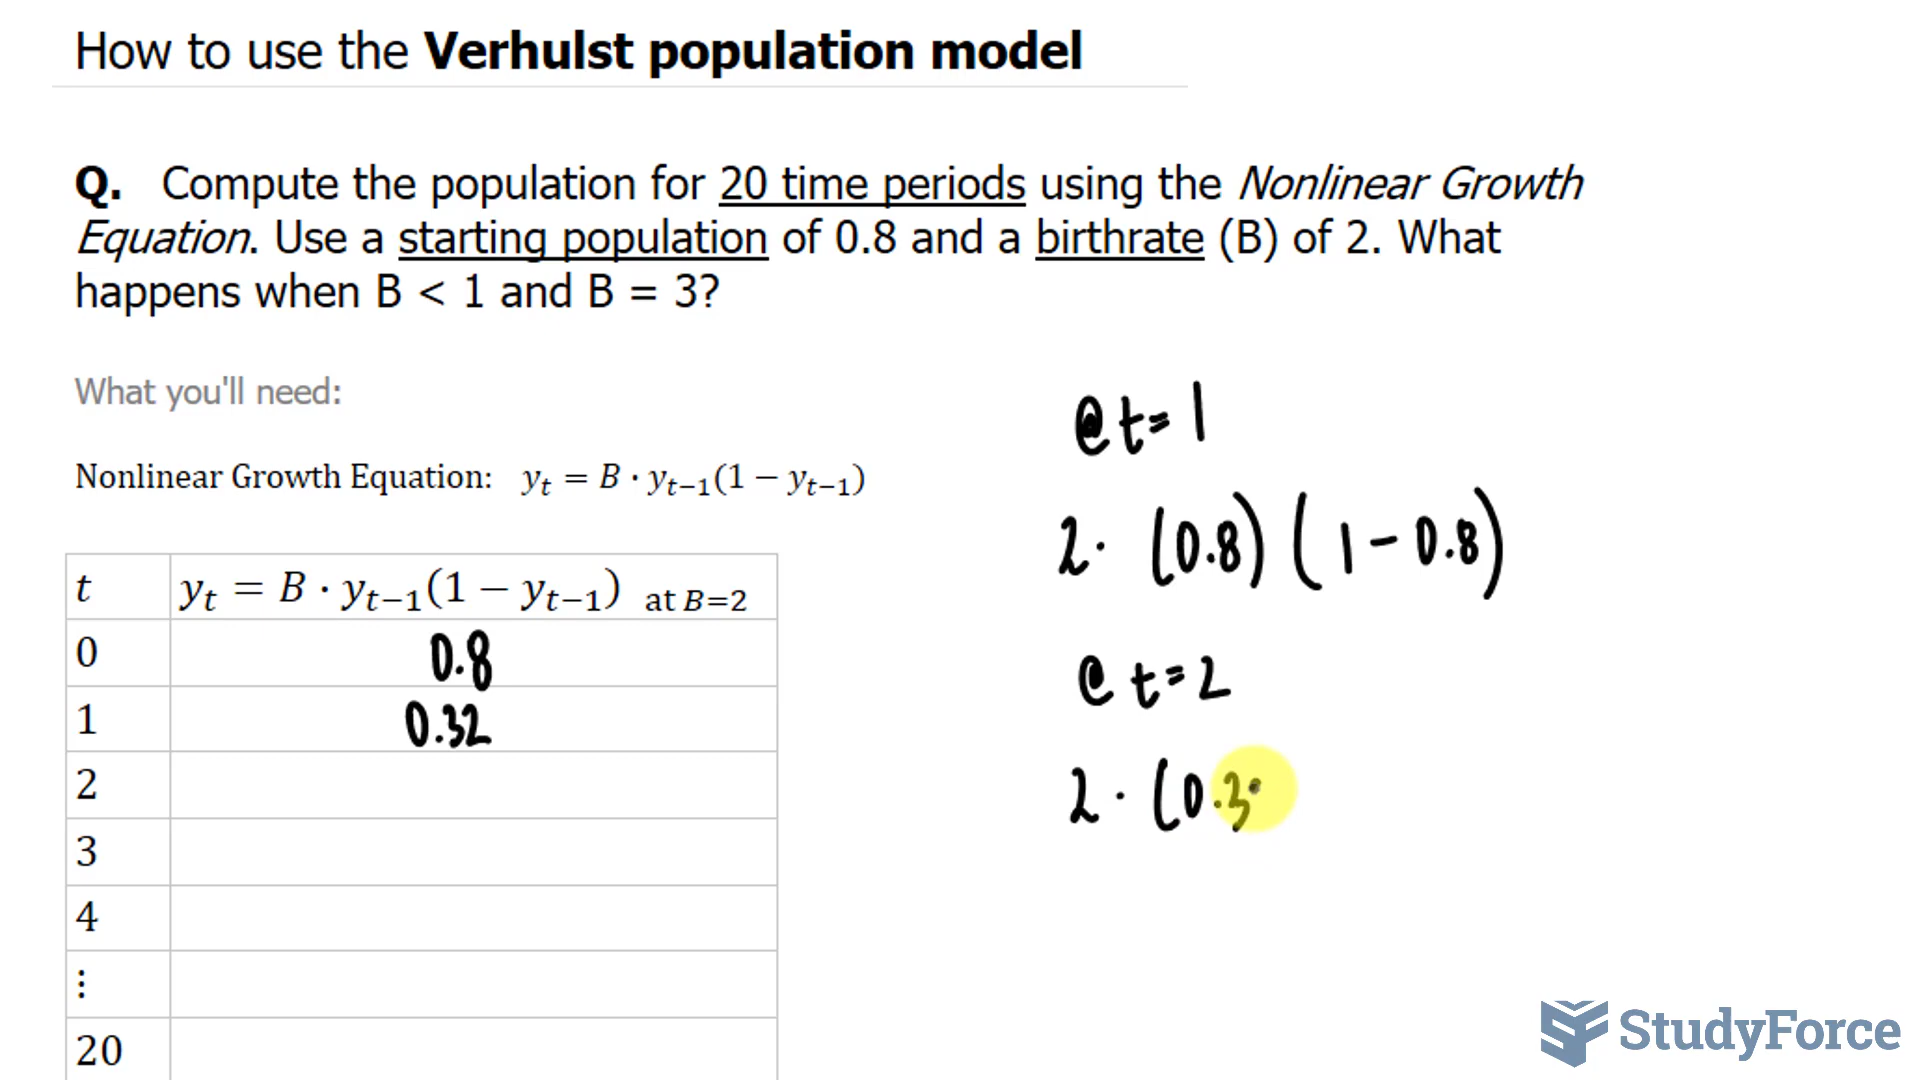 How to use the Verhulst population model
Q. Compute the population for 20 time periods using the Nonlinear Growth
Equation. Use a starting population of 0.8 and a birthrate (B) of 2. What
happens when B < 1 and B = 3?
What you'll need:
Nonlinear Growth Equation: yₜ = B · yₜ₋₁(1 − yₜ₋₁)
t yₜ = B · yₜ₋₁(1 − yₜ₋₁) at B=2
0 0.8
1 0.32
2
3
4
⋮
20
@ t = 1
2 · (0.8) (1 − 0.8)
@ t = 2
2 · (0.3
StudyForce